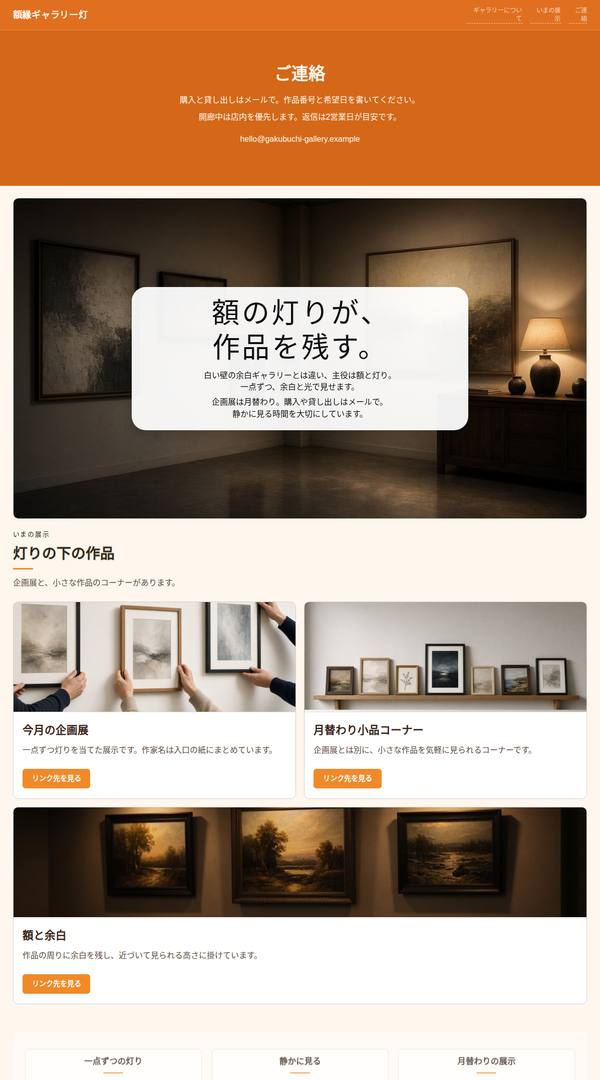 額縁ギャラリー灯
ギャラリーについ
て
いまの展
示
ご連
絡
ご連絡
購入と貸し出しはメールで。作品番号と希望日を書いてください。
開廊中は店内を優先します。返信は2営業日が目安です。
hello@gakubuchi-gallery.example
額の灯りが、
作品を残す。
白い壁の余白ギャラリーとは違い、主役は額と灯り。
一点ずつ、余白と光で見せます。
企画展は月替わり。購入や貸し出しはメールで。
静かに見る時間を大切にしています。
いまの展示
灯りの下の作品
企画展と、小さな作品のコーナーがあります。
今月の企画展
一点ずつ灯りを当てた展示です。作家名は入口の紙にまとめています。
リンク先を見る
月替わり小品コーナー
企画展とは別に、小さな作品を気軽に見られるコーナーです。
リンク先を見る
額と余白
作品の周りに余白を残し、近づいて見られる高さに掛けています。
リンク先を見る
一点ずつの灯り
静かに見る
月替わりの展示